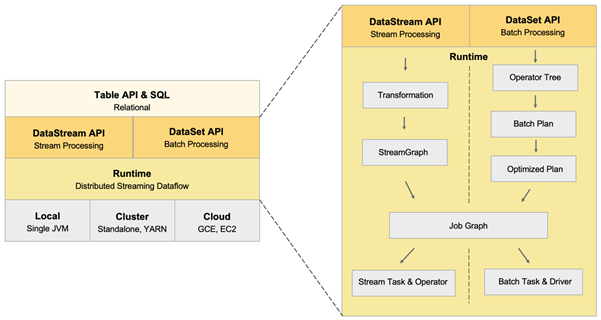 Table API & SQL
Relational
DataStream API
Stream Processing
DataSet API
Batch Processing
Runtime
Distributed Streaming Dataflow
Local
Single JVM
Cluster
Standalone, YARN
Cloud
GCE, EC2
DataStream API
Stream Processing
DataSet API
Batch Processing
Runtime
Transformation
StreamGraph
Operator Tree
Batch Plan
Optimized Plan
Job Graph
Stream Task & Operator
Batch Task & Driver